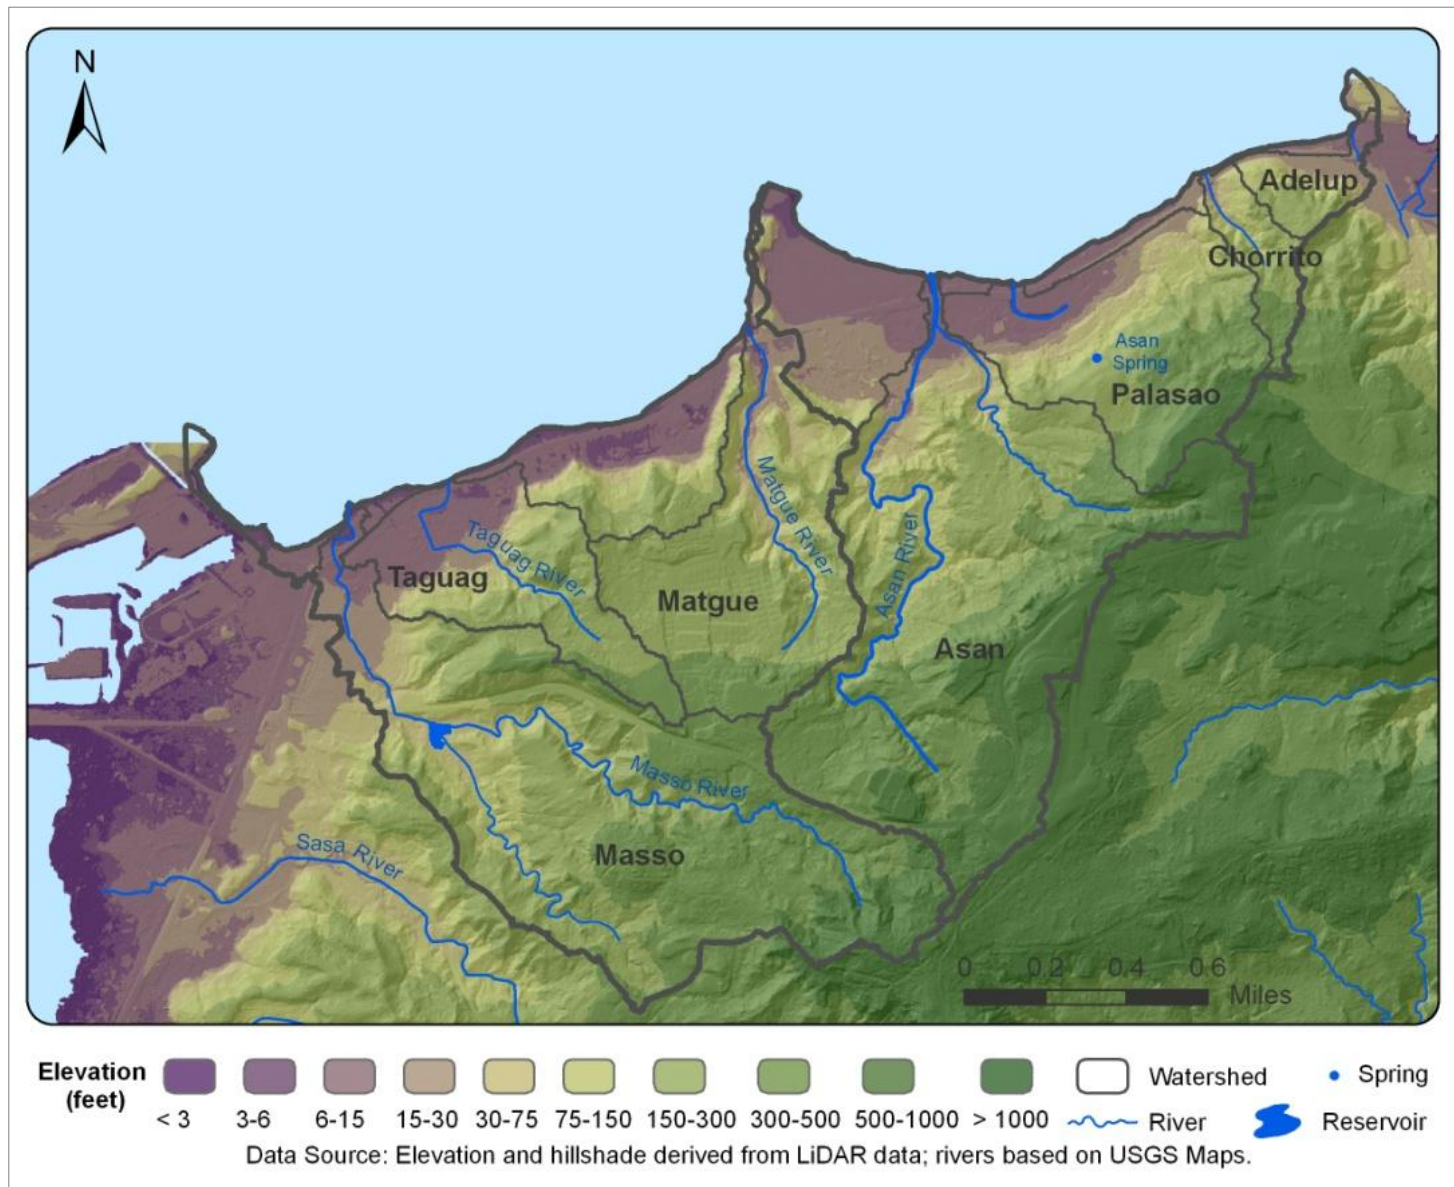 N
Adelup
Chorrito
Asan
Spring
Palasao
Matgue River
Asan River
Taguag River
Taguag
Matgue
Asan
Masso River
Masso
Sasa River
0 0.2 0.4 0.6
Miles
Elevation
(feet)
< 3 3-6 6-15 15-30 30-75 75-150 150-300 300-500 500-1000 > 1000
Watershed
Spring
River
Reservoir
Data Source: Elevation and hillshade derived from LiDAR data; rivers based on USGS Maps.